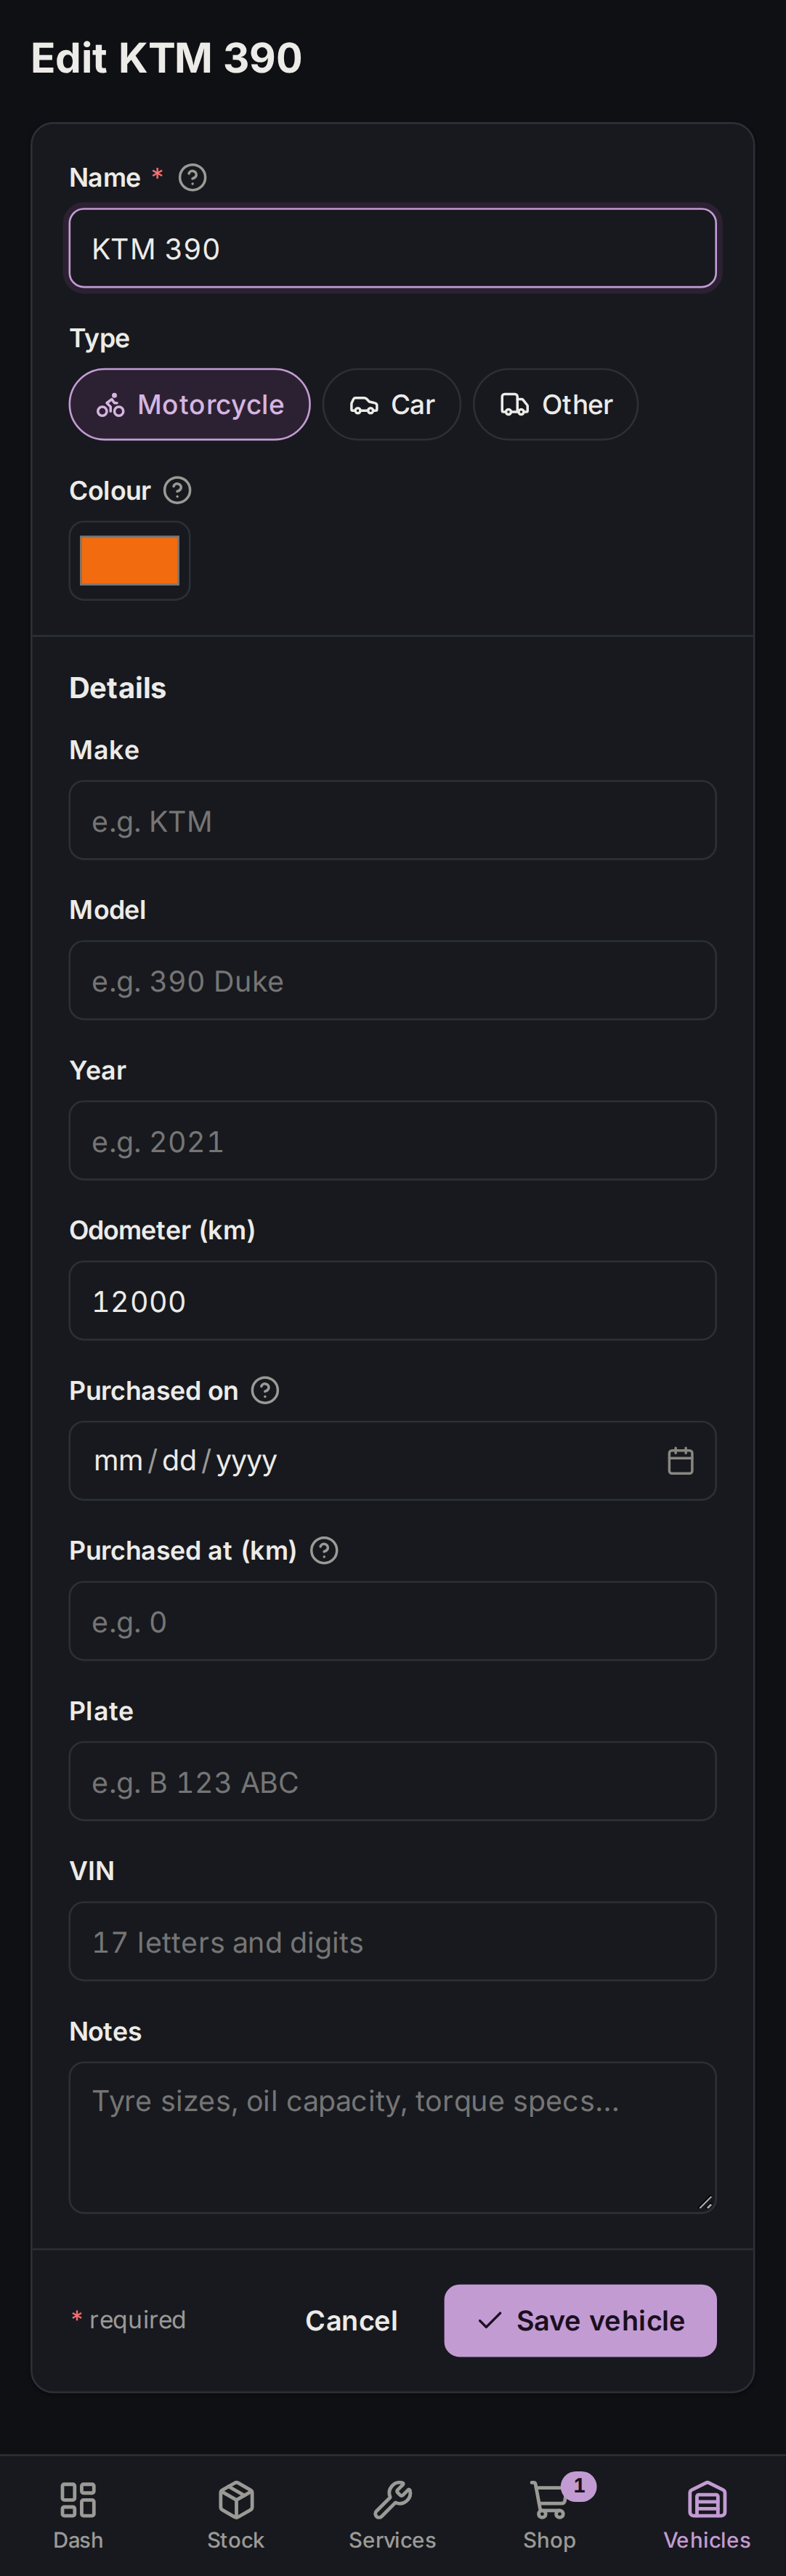 Edit KTM 390
Name *
KTM 390
Type
Motorcycle Car Other
Colour
Details
Make
e.g. KTM
Model
e.g. 390 Duke
Year
e.g. 2021
Odometer (km)
12000
Purchased on
mm/dd/yyyy
Purchased at (km)
e.g. 0
Plate
e.g. B 123 ABC
VIN
17 letters and digits
Notes
Tyre sizes, oil capacity, torque specs...
* required Cancel Save vehicle
1
Dash Stock Services Shop Vehicles